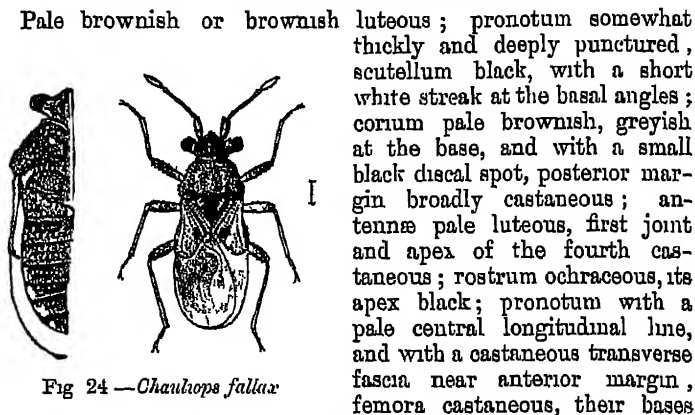 Pale brownish or brownish luteous ; pronotum somewhat
thickly and deeply punctured,
scutellum black, with a short
white streak at the basal angles ;
corium pale brownish, greyish
at the base, and with a small
black discal spot, posterior mar-
gin broadly castaneous ; an-
tennæ pale luteous, first joint
and apex of the fourth cas-
taneous ; rostrum ochraceous, its
apex black ; pronotum with a
pale central longitudinal line,
and with a castaneous transverse
fascia near anterior margin ,
femora castaneous, their bases
Fig 24 —Chauliops fallax